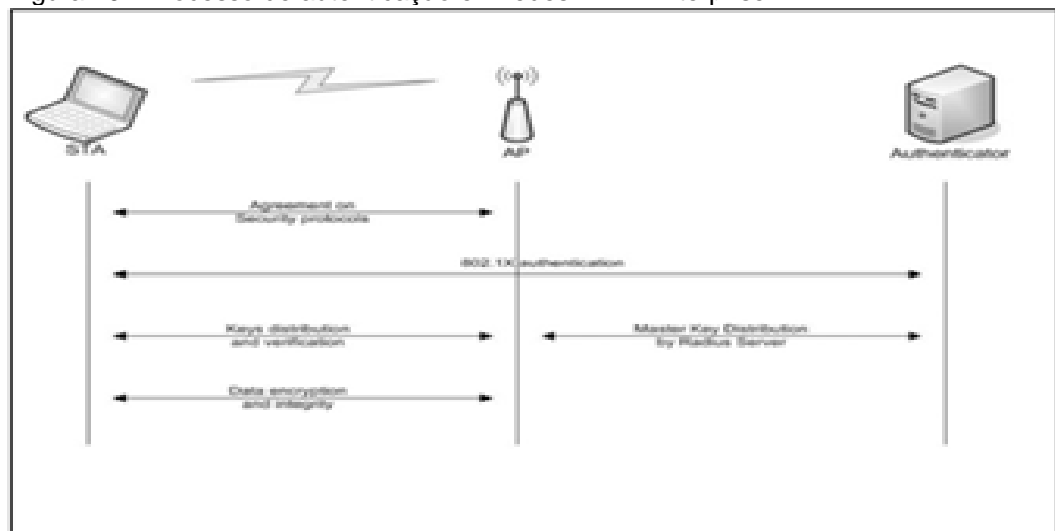 STA
AP
Authenticator
Agreement on
Security protocols
802.1X authentication
Keys distribution
and verification
Master Key Distribution
by Radius Server
Data encryption
and integrity